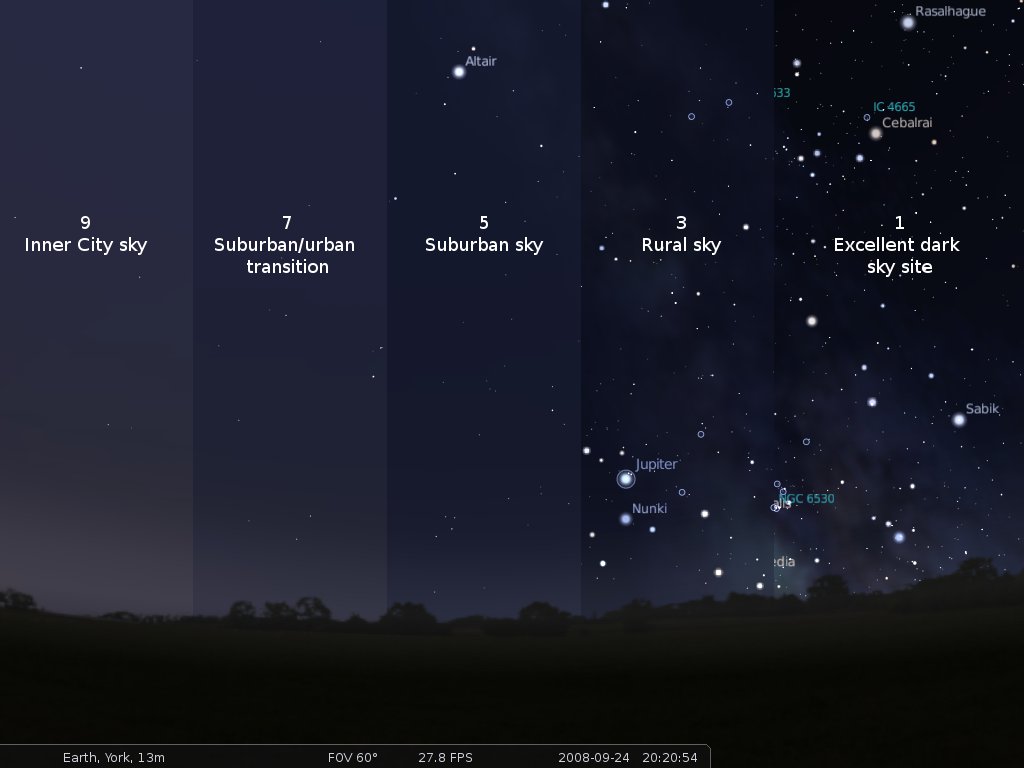 Rasalhague
Altair
633
IC 4665
Cebalrai
9
Inner City sky
7
Suburban/urban
transition
5
Suburban sky
3
Rural sky
1
Excellent dark
sky site
Sabik
Jupiter
NGC 6530
Nunki
alis
edia
Earth, York, 13m
FOV 60°
27.8 FPS
2008-09-24
20:20:54